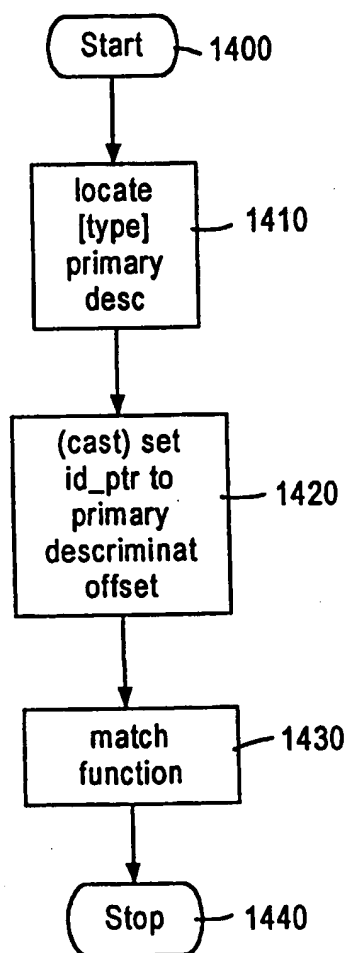 Start
1400
locate
[type]
primary
desc
1410
(cast) set
id_ptr to
primary
descriminat
offset
1420
match
function
1430
Stop
1440